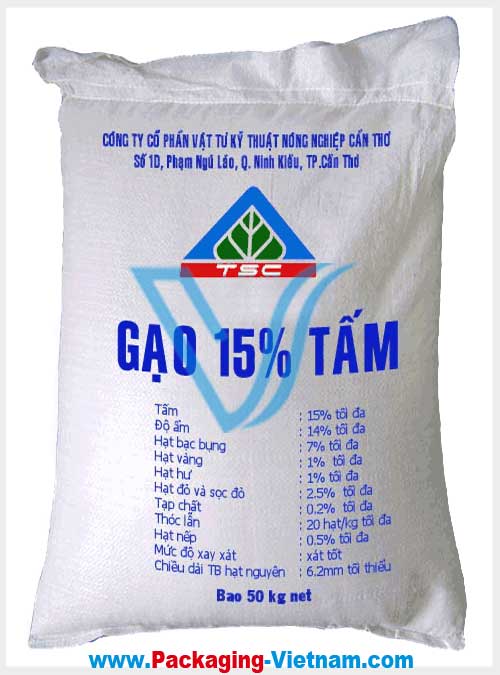 CÔNG TY CỔ PHẦN VẬT TƯ KỸ THUẬT NÔNG NGHIỆP CẦN THƠ
Số 1D, Phạm Ngũ Lão, Q. Ninh Kiều, TP.Cần Thơ
TSC
GẠO 15% TẤM
Tấm : 15% tối đa
Độ ẩm : 14% tối đa
Hạt bạc bụng : 7% tối đa
Hạt vàng : 1% tối đa
Hạt hư : 1% tối đa
Hạt đỏ và sọc đỏ : 2.5% tối đa
Tạp chất : 0.2% tối đa
Thóc lẫn : 20 hạt/kg tối đa
Hạt nếp : 0.5% tối đa
Mức độ xay xát : xát tốt
Chiều dài TB hạt nguyên : 6.2mm tối thiểu
Bao 50 kg net
www.Packaging-Vietnam.com